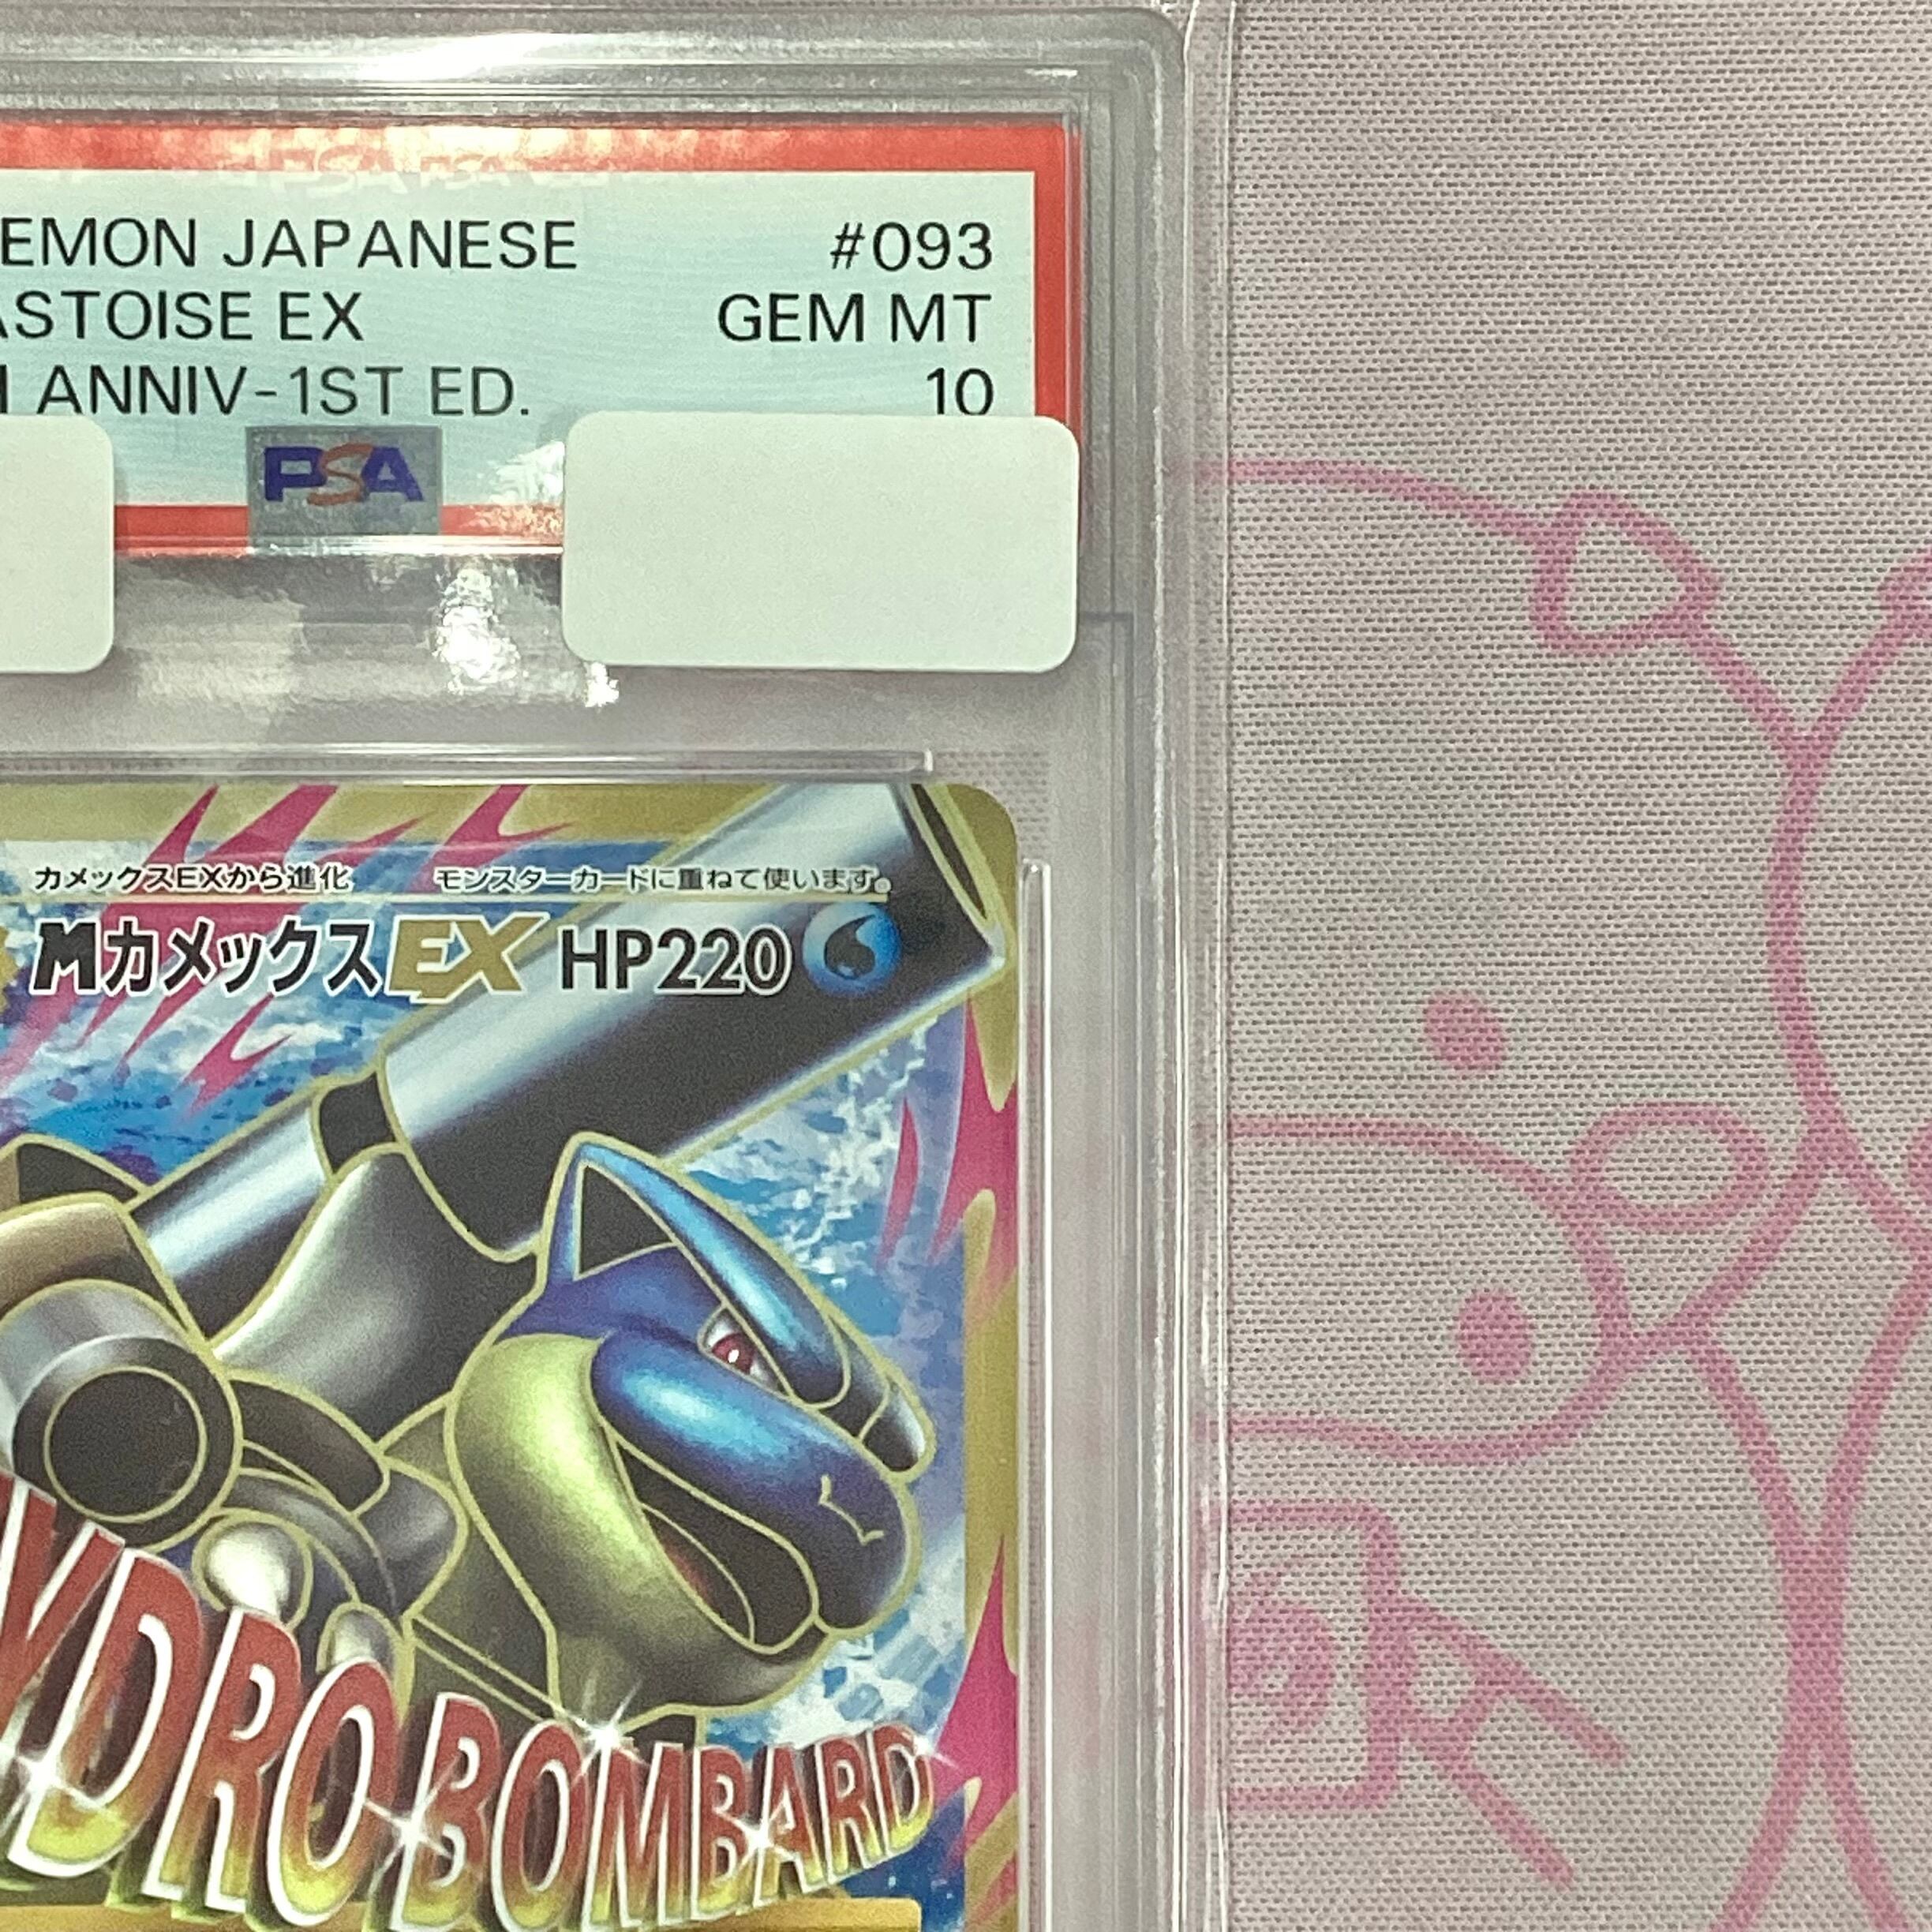 EMON JAPANESE #093
ASTOISE EX GEM MT
H ANNIV-1ST ED. 10
PSA
カメックスEXから進化 モンスターカードに重ねて使います。
MカメックスEX HP220
YDRO BOMBARD